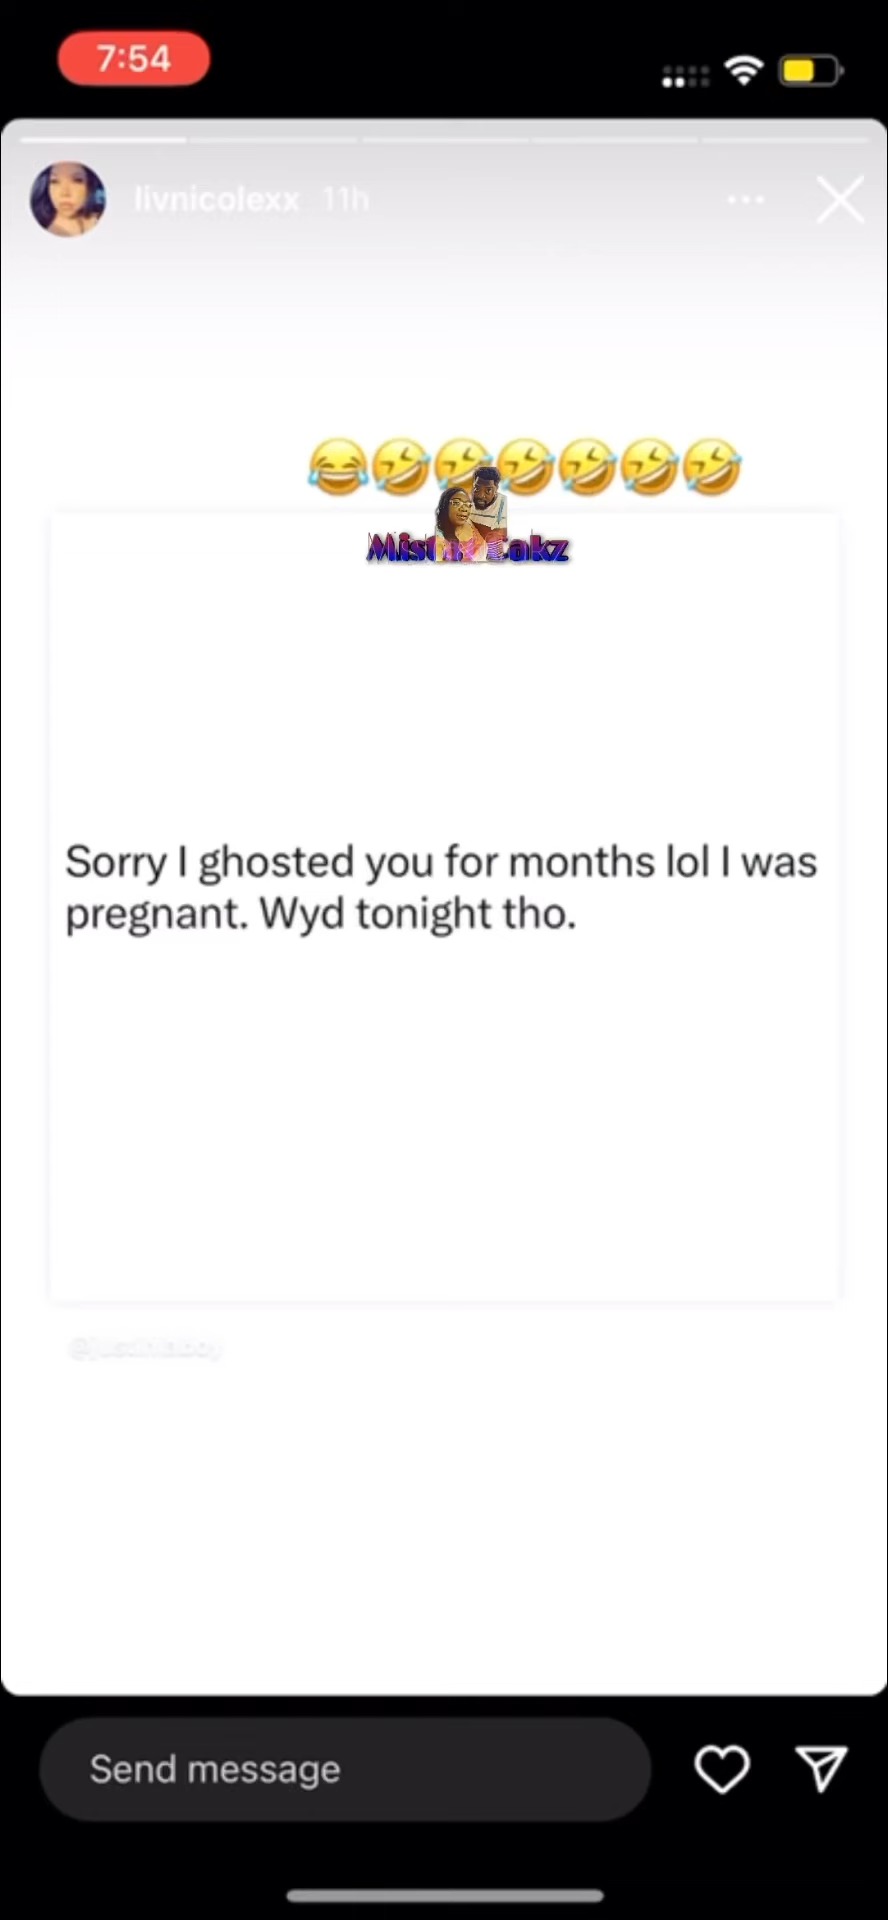 7:54
livnicolexx 11h
😂🤣🤣🤣🤣🤣🤣
Sorry I ghosted you for months lol I was
pregnant. Wyd tonight tho.
Send message